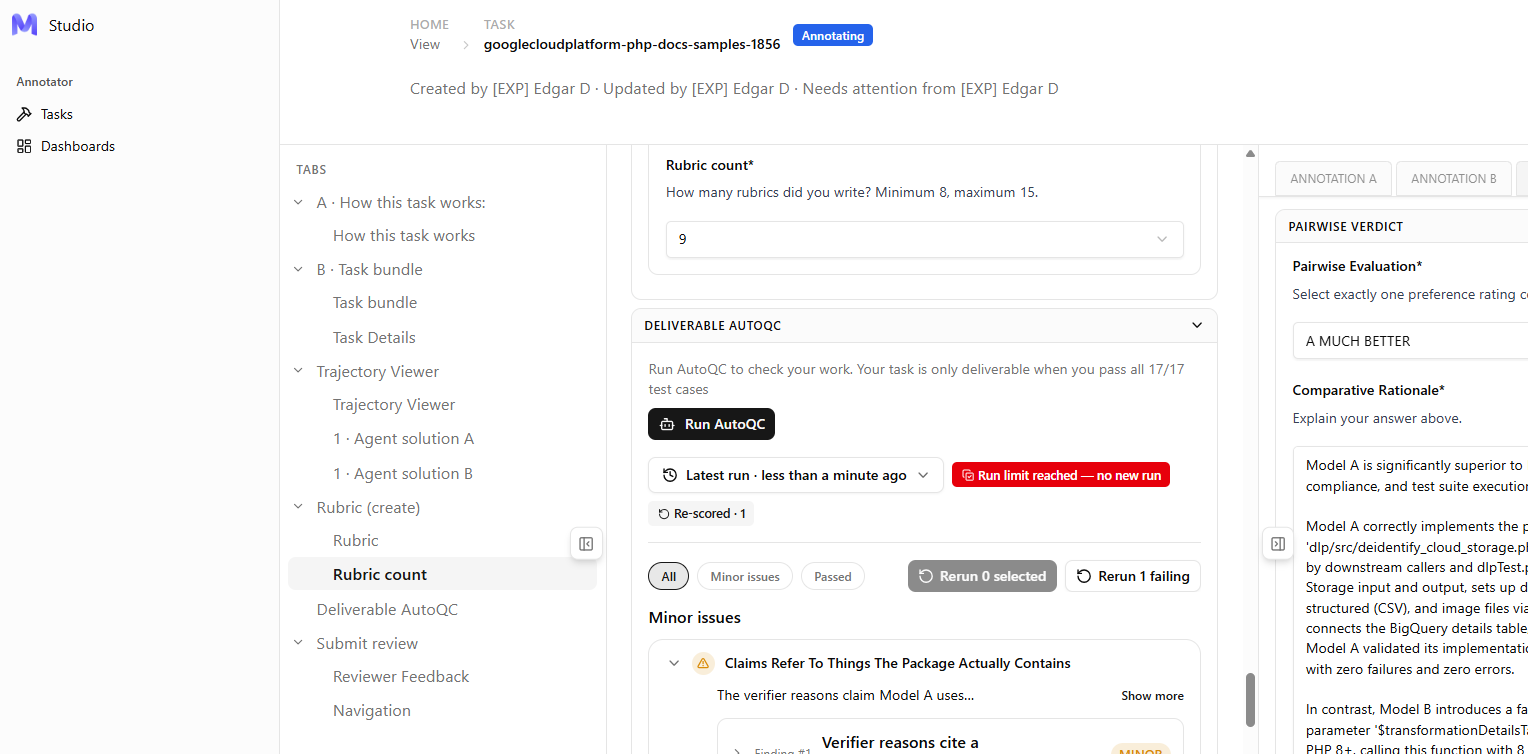 Studio
Annotator
Tasks
Dashboards
HOME
View
TASK
googlecloudplatform-php-docs-samples-1856
Annotating
Created by [EXP] Edgar D · Updated by [EXP] Edgar D · Needs attention from [EXP] Edgar D
TABS
A · How this task works:
How this task works
B · Task bundle
Task bundle
Task Details
Trajectory Viewer
Trajectory Viewer
1 · Agent solution A
1 · Agent solution B
Rubric (create)
Rubric
Rubric count
Deliverable AutoQC
Submit review
Reviewer Feedback
Navigation
Rubric count*
How many rubrics did you write? Minimum 8, maximum 15.
9
DELIVERABLE AUTOQC
Run AutoQC to check your work. Your task is only deliverable when you pass all 17/17
test cases
Run AutoQC
Latest run · less than a minute ago
Run limit reached — no new run
Re-scored · 1
All
Minor issues
Passed
Rerun 0 selected
Rerun 1 failing
Minor issues
Claims Refer To Things The Package Actually Contains
The verifier reasons claim Model A uses...
Show more
Finding #1
Verifier reasons cite a
MINOR
ANNOTATION A
ANNOTATION B
PAIRWISE VERDICT
Pairwise Evaluation*
Select exactly one preference rating
A MUCH BETTER
Comparative Rationale*
Explain your answer above.
Model A is significantly superior to
compliance, and test suite execution
Model A correctly implements the
'dlp/src/deidentify_cloud_storage.ph
by downstream callers and dlpTest.p
Storage input and output, sets up d
structured (CSV), and image files via
connects the BigQuery details table
Model A validated its implementatio
with zero failures and zero errors.
In contrast, Model B introduces a fa
parameter '$transformationDetailsTa
PHP 8+, calling this function with 8